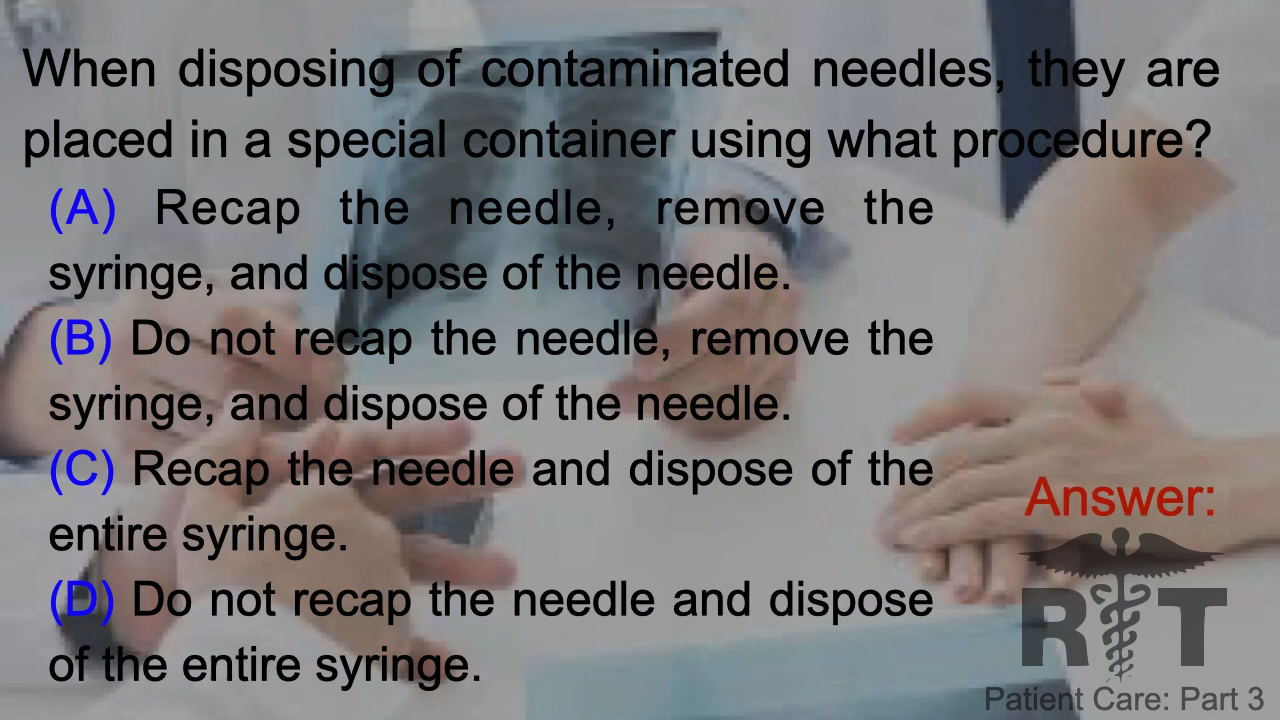 When disposing of contaminated needles, they are
placed in a special container using what procedure?
(A) Recap the needle, remove the
syringe, and dispose of the needle.
(B) Do not recap the needle, remove the
syringe, and dispose of the needle.
(C) Recap the needle and dispose of the
entire syringe.
(D) Do not recap the needle and dispose
of the entire syringe.
Answer:
R T
Patient Care: Part 3